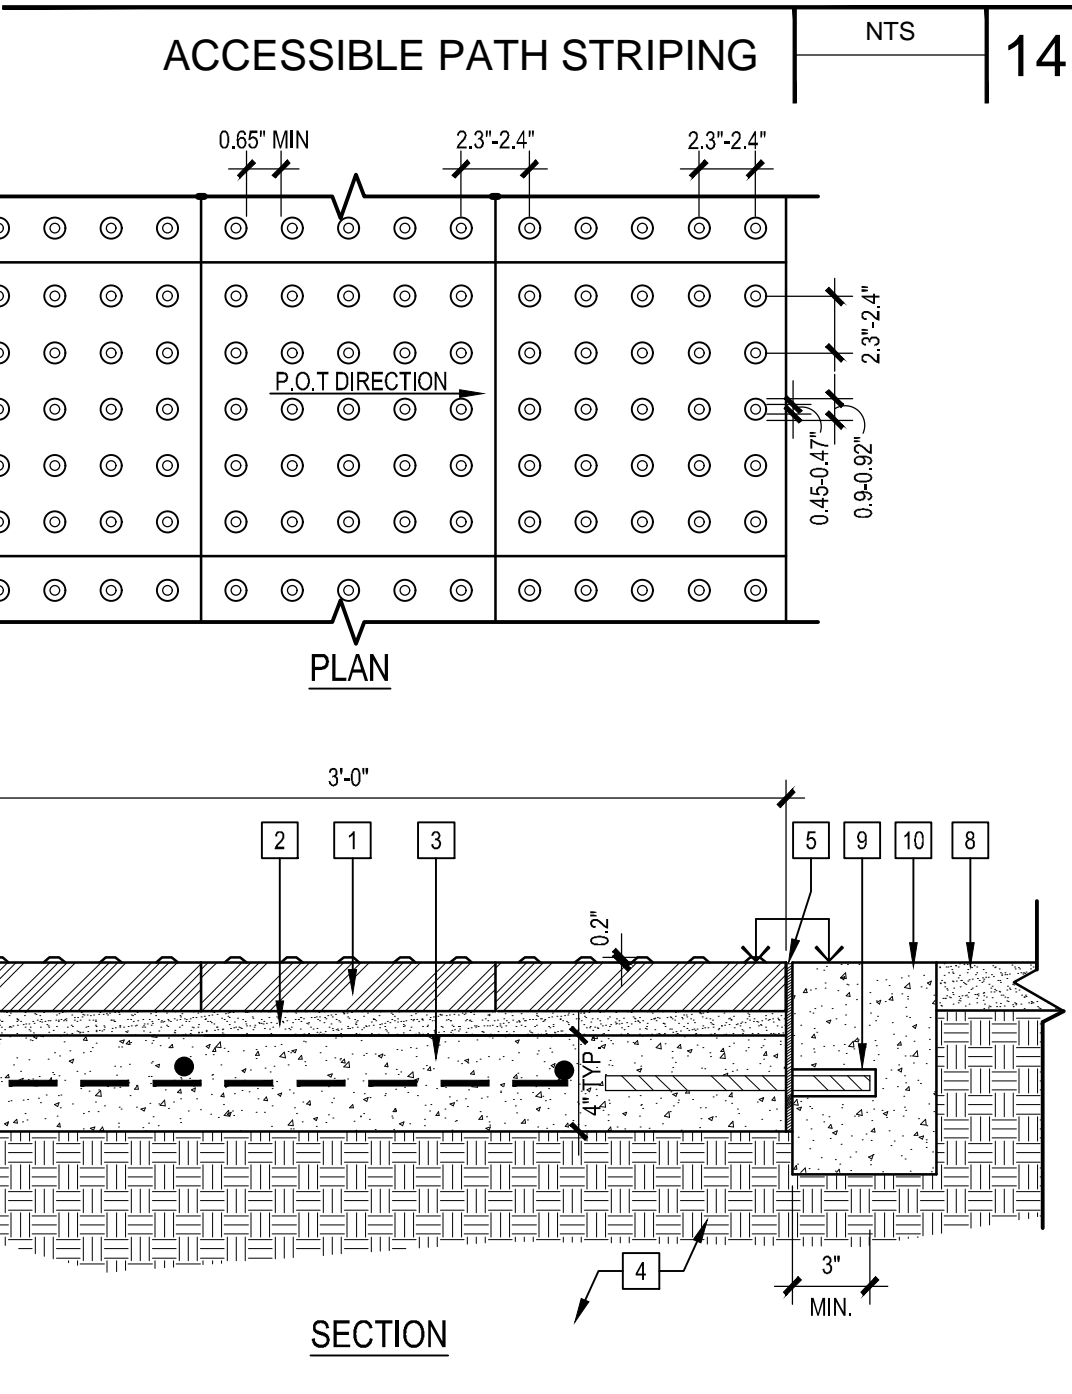 ACCESSIBLE PATH STRIPING
NTS
14
0.65" MIN
2.3"-2.4"
2.3"-2.4"
2.3"-2.4"
P.O.T DIRECTION
0.45-0.47"
0.9-0.92"
PLAN
3'-0"
2
1
3
5
9
10
8
0.2"
4" TYP
4
3"
MIN.
SECTION